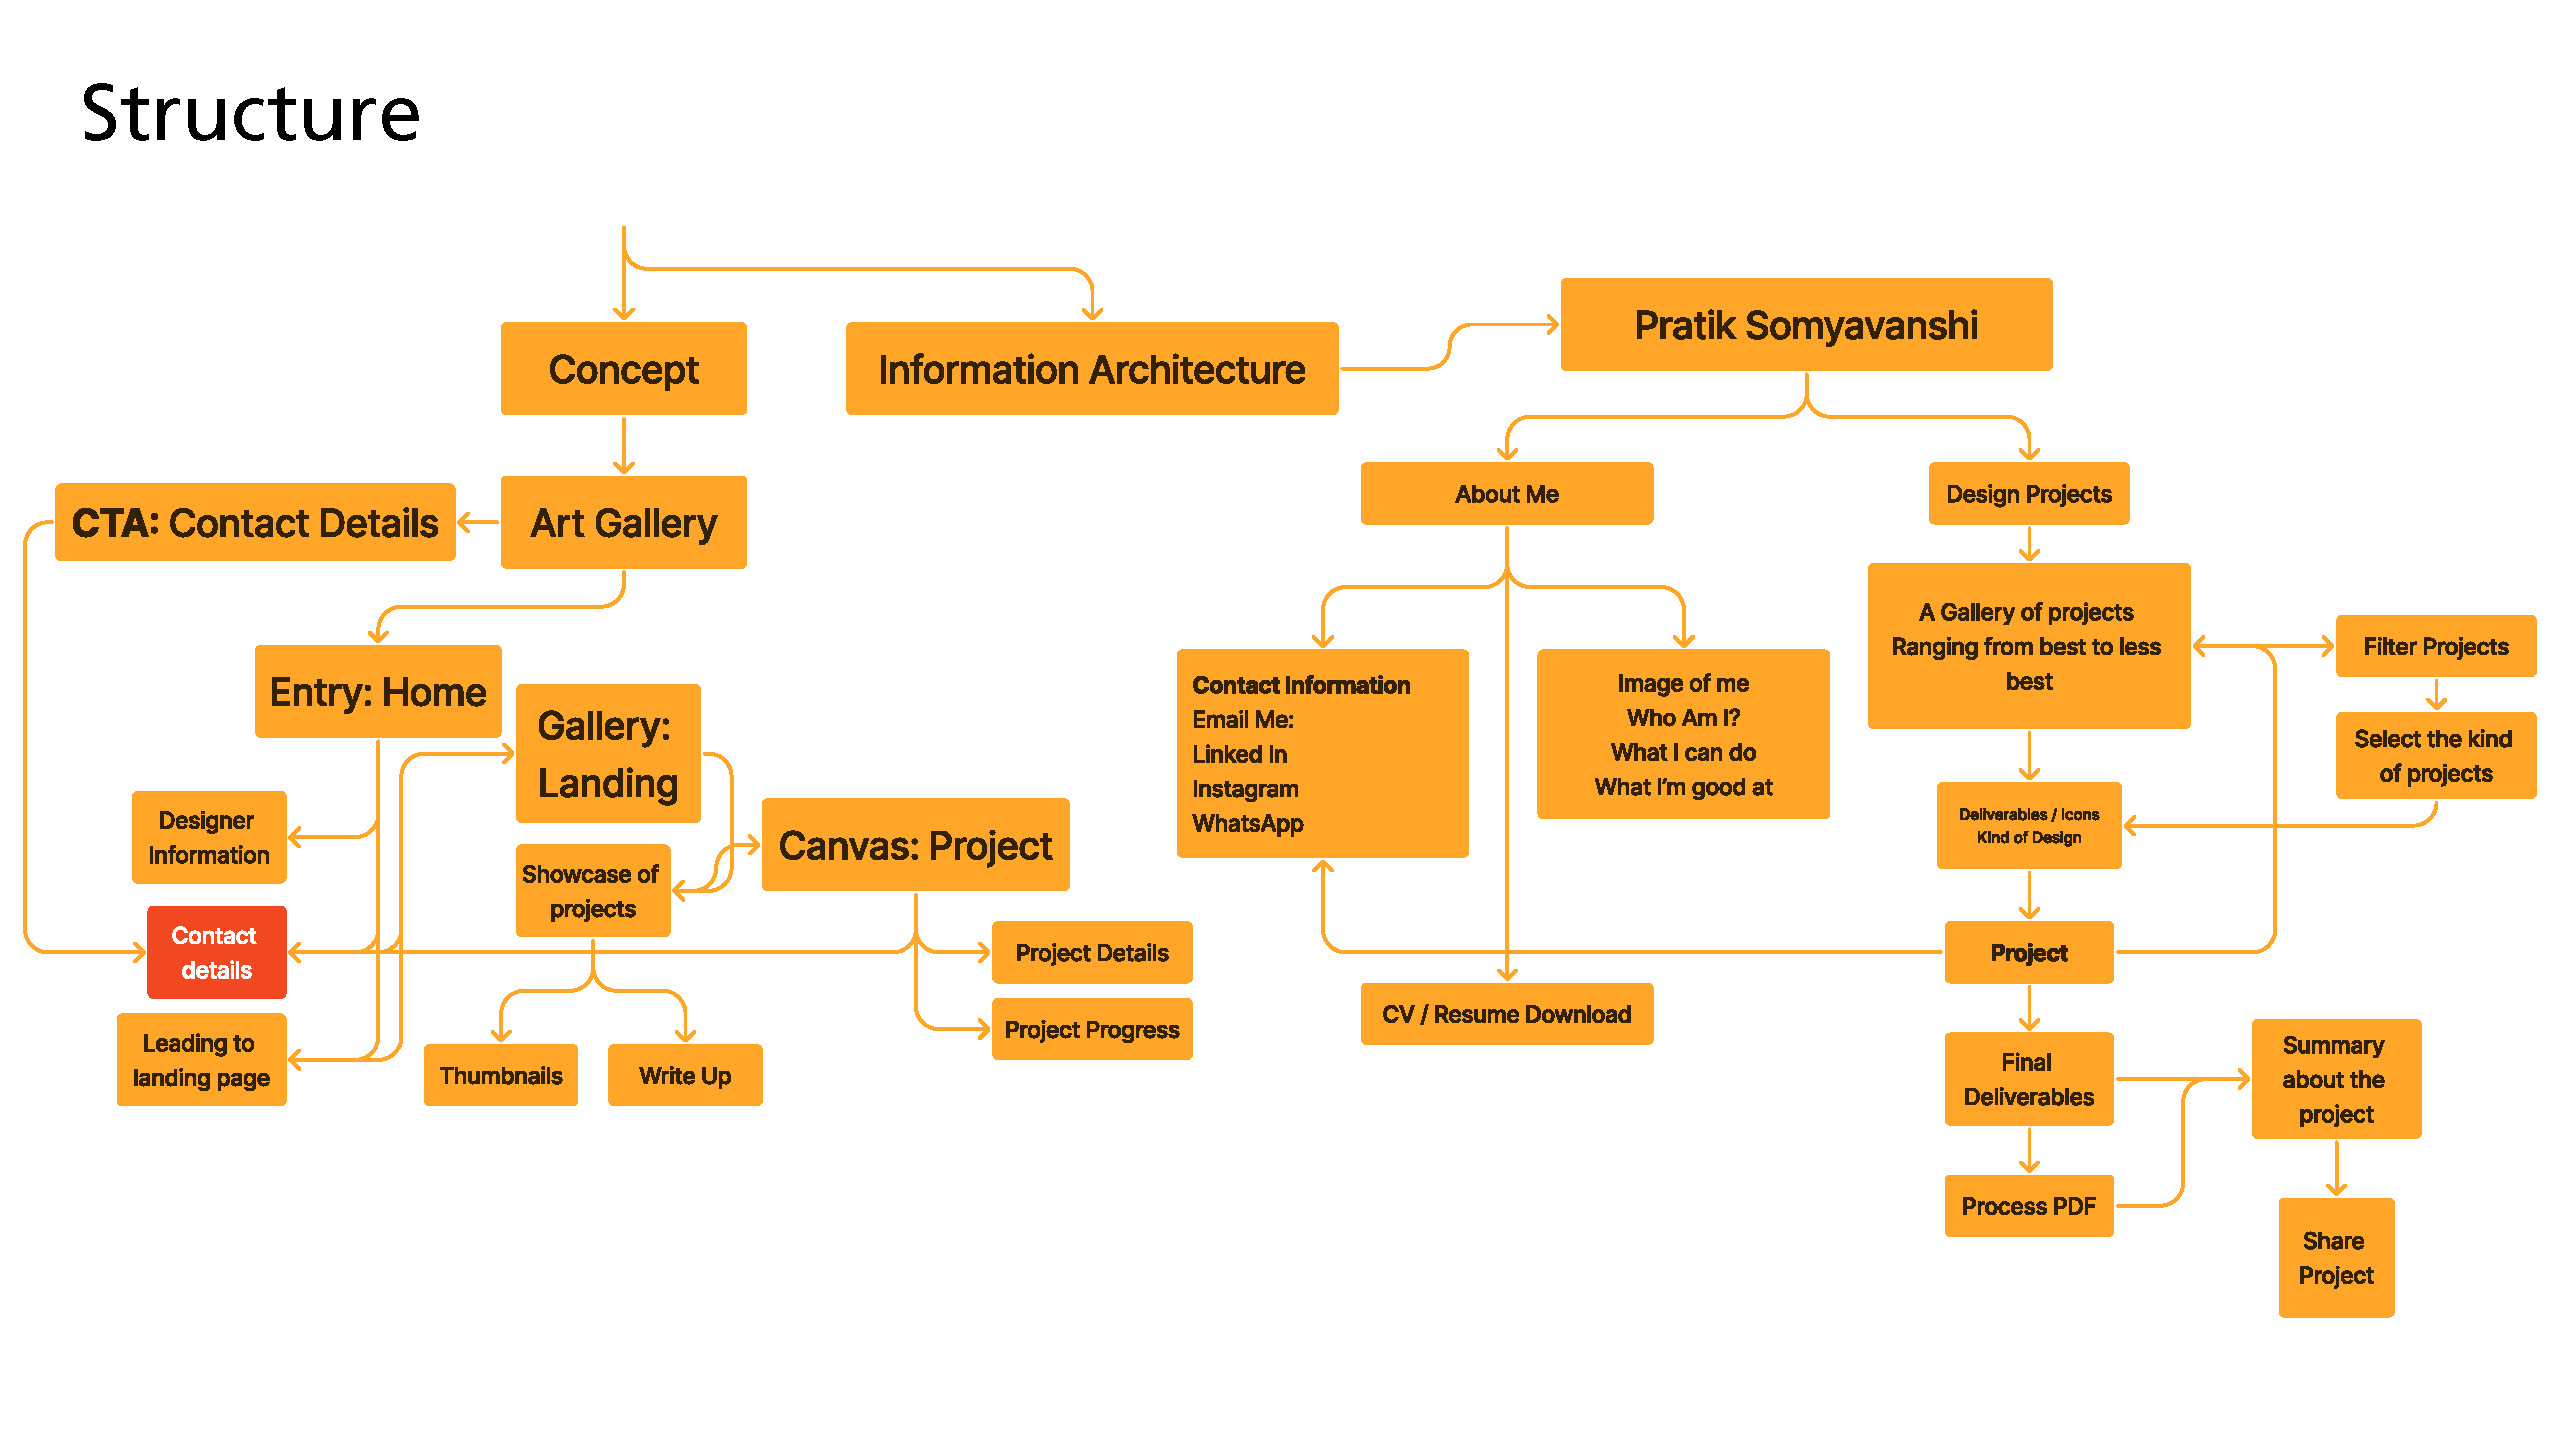 Structure
Concept
Information Architecture
Pratik Somyavanshi
CTA: Contact Details
Art Gallery
About Me
Design Projects
Entry: Home
Gallery:
Landing
Designer
Information
Showcase of
projects
Canvas: Project
Contact
details
Project Details
Leading to
landing page
Thumbnails
Write Up
Project Progress
Contact Information
Email Me:
Linked In
Instagram
WhatsApp
Image of me
Who Am I?
What I can do
What I'm good at
CV / Resume Download
A Gallery of projects
Ranging from best to less
best
Filter Projects
Select the kind
of projects
Deliverables / Icons
Kind of Design
Project
Final
Deliverables
Summary
about the
project
Process PDF
Share
Project